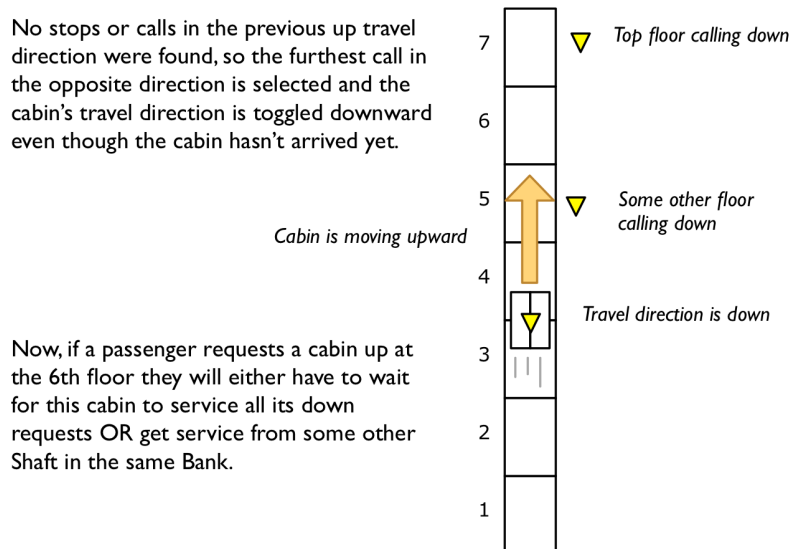 No stops or calls in the previous up travel
direction were found, so the furthest call in
the opposite direction is selected and the
cabin's travel direction is toggled downward
even though the cabin hasn't arrived yet.
7
Top floor calling down
6
5
Some other floor
calling down
Cabin is moving upward
4
Travel direction is down
3
Now, if a passenger requests a cabin up at
the 6th floor they will either have to wait
for this cabin to service all its down
requests OR get service from some other
Shaft in the same Bank.
2
1